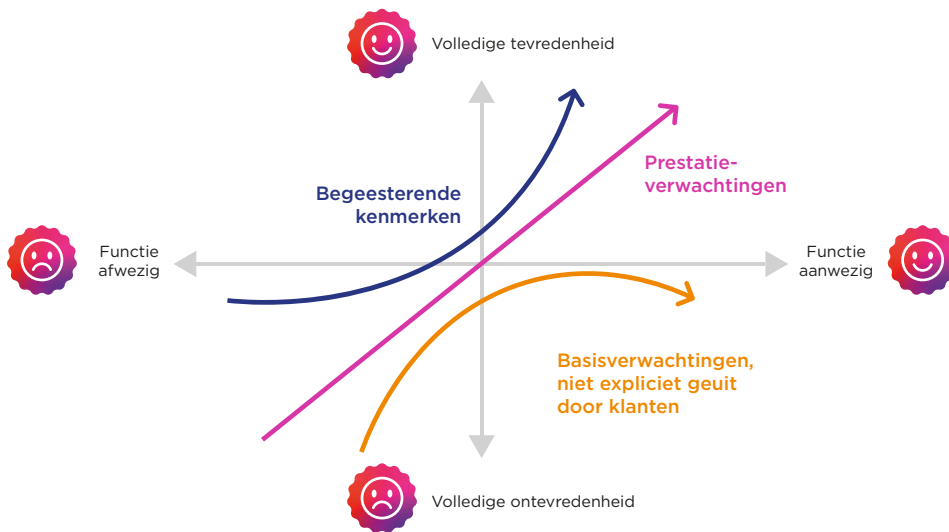 Volledige tevredenheid
Prestatie-
verwachtingen
Begeesterende
kenmerken
Functie
afwezig
Functie
aanwezig
Basisverwachtingen,
niet expliciet geuit
door klanten
Volledige ontevredenheid